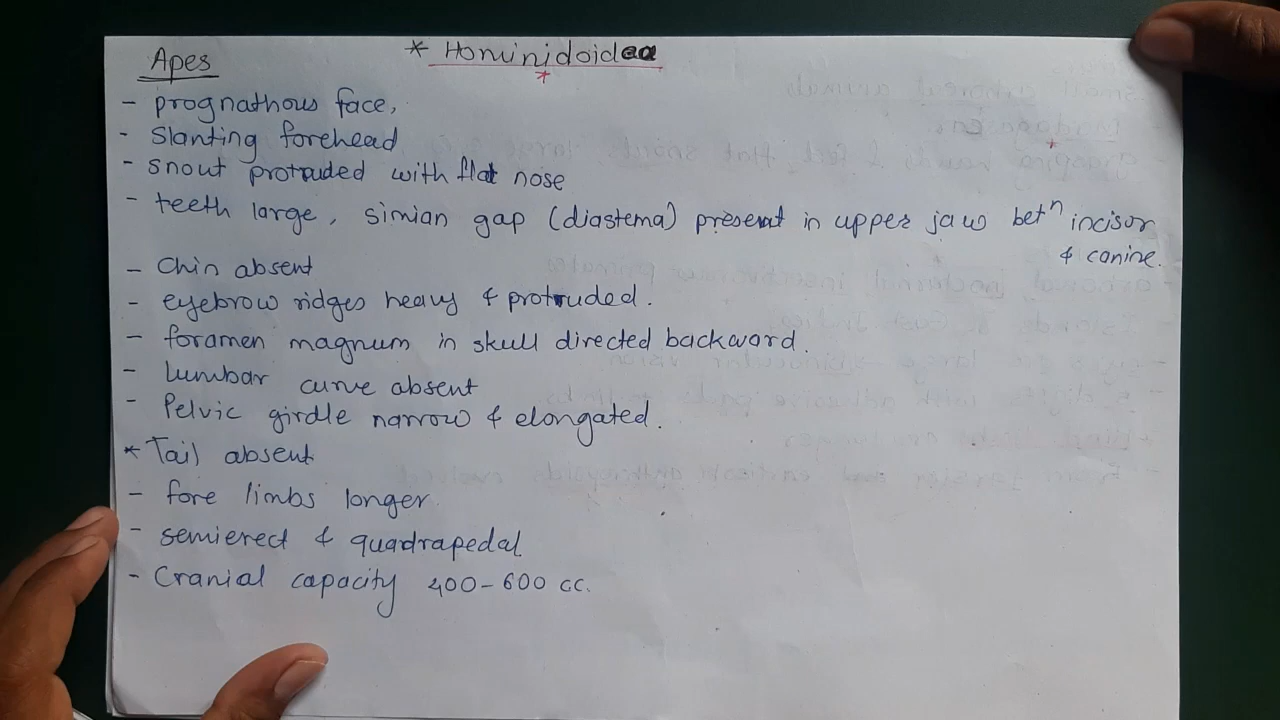 Apes
* Hominidoidea
*
- prognathous face,
- Slanting forehead
- snout protruded with flat nose
- teeth large, simian gap (diastema) present in upper jaw betⁿ incisor
& canine.
- Chin absent
- eyebrow ridges heavy & protruded.
- foramen magnum in skull directed backword.
- Lumbar curve absent
- Pelvic girdle narrow & elongated.
* Tail absent
- fore limbs longer
- semierect & quadrapedal
- Cranial capacity 400-600 cc.